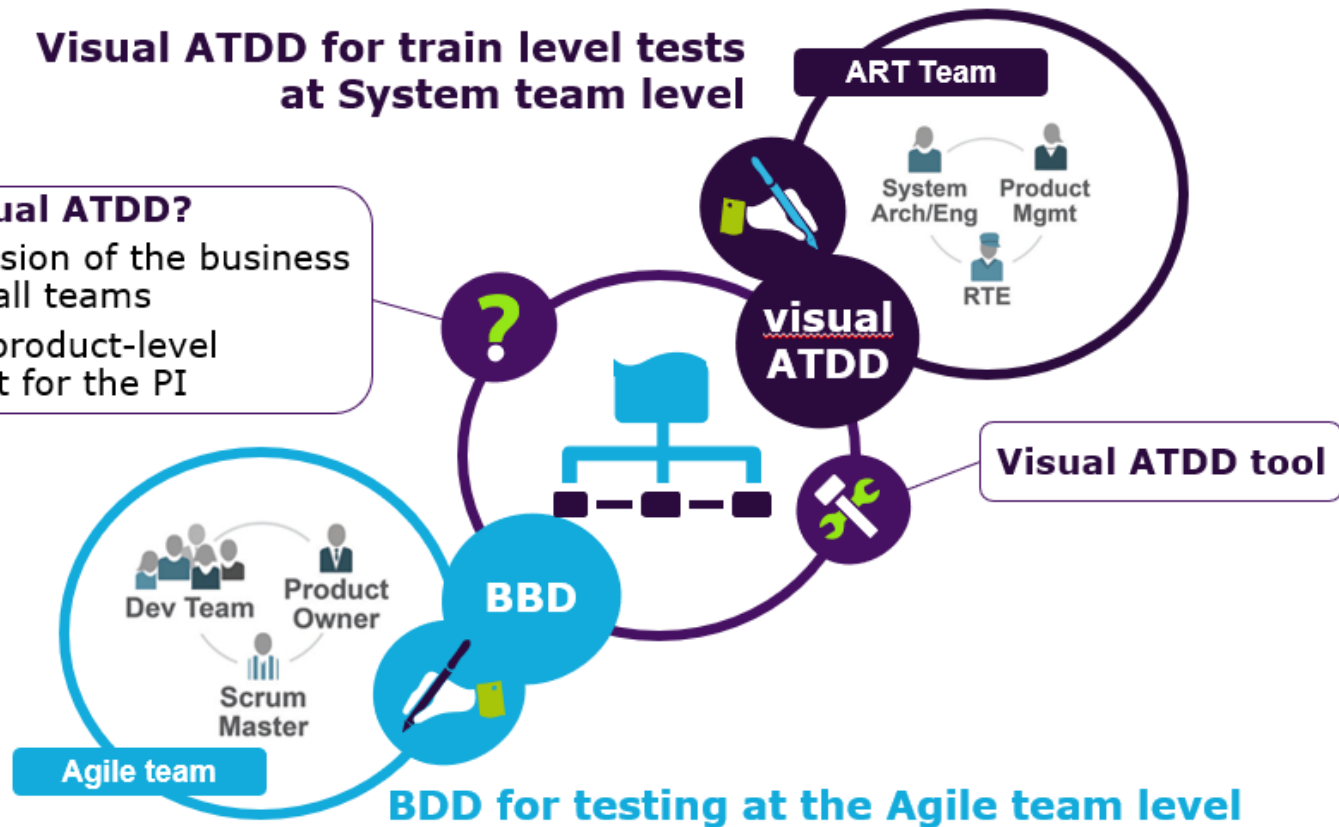 Visual ATDD for train level tests
at System team level
ART Team
System
Arch/Eng
Product
Mgmt
RTE
ual ATDD?
sion of the business
all teams
product-level
t for the PI
?
visual
ATDD
Visual ATDD tool
BBD
Dev Team
Product
Owner
Scrum
Master
Agile team
BDD for testing at the Agile team level